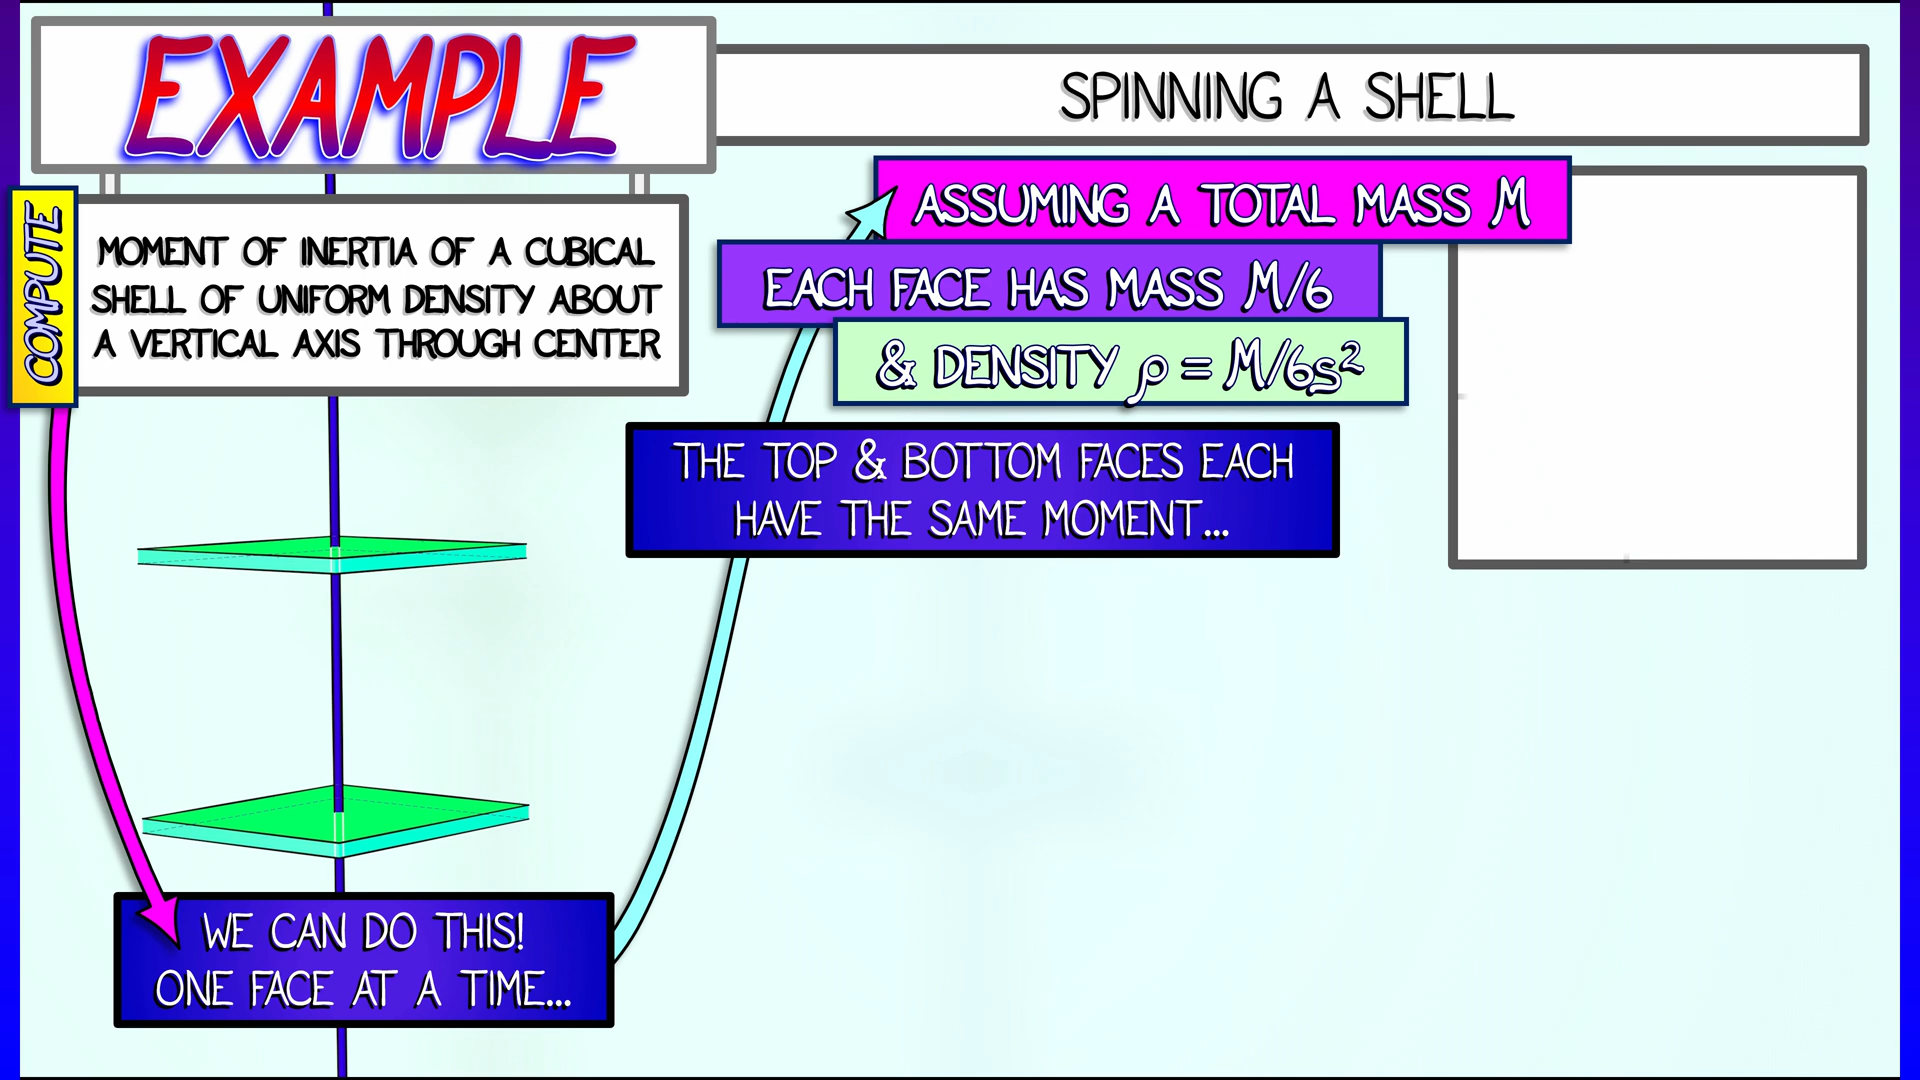 EXAMPLE
SPINNING A SHELL
COMPUTE
MOMENT OF INERTIA OF A CUBICAL
SHELL OF UNIFORM DENSITY ABOUT
A VERTICAL AXIS THROUGH CENTER
ASSUMING A TOTAL MASS M
EACH FACE HAS MASS M/6
& DENSITY ρ = M/6s²
THE TOP & BOTTOM FACES EACH
HAVE THE SAME MOMENT...
WE CAN DO THIS!
ONE FACE AT A TIME...